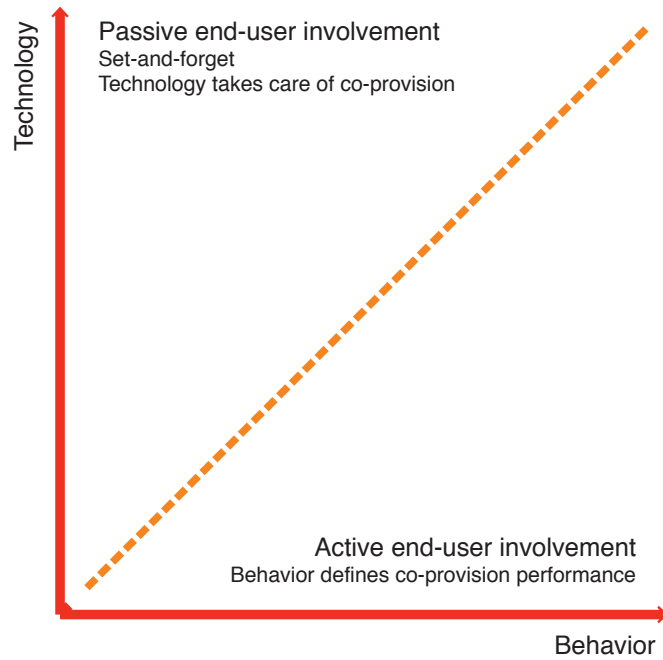 Technology
Passive end-user involvement
Set-and-forget
Technology takes care of co-provision
Active end-user involvement
Behavior defines co-provision performance
Behavior